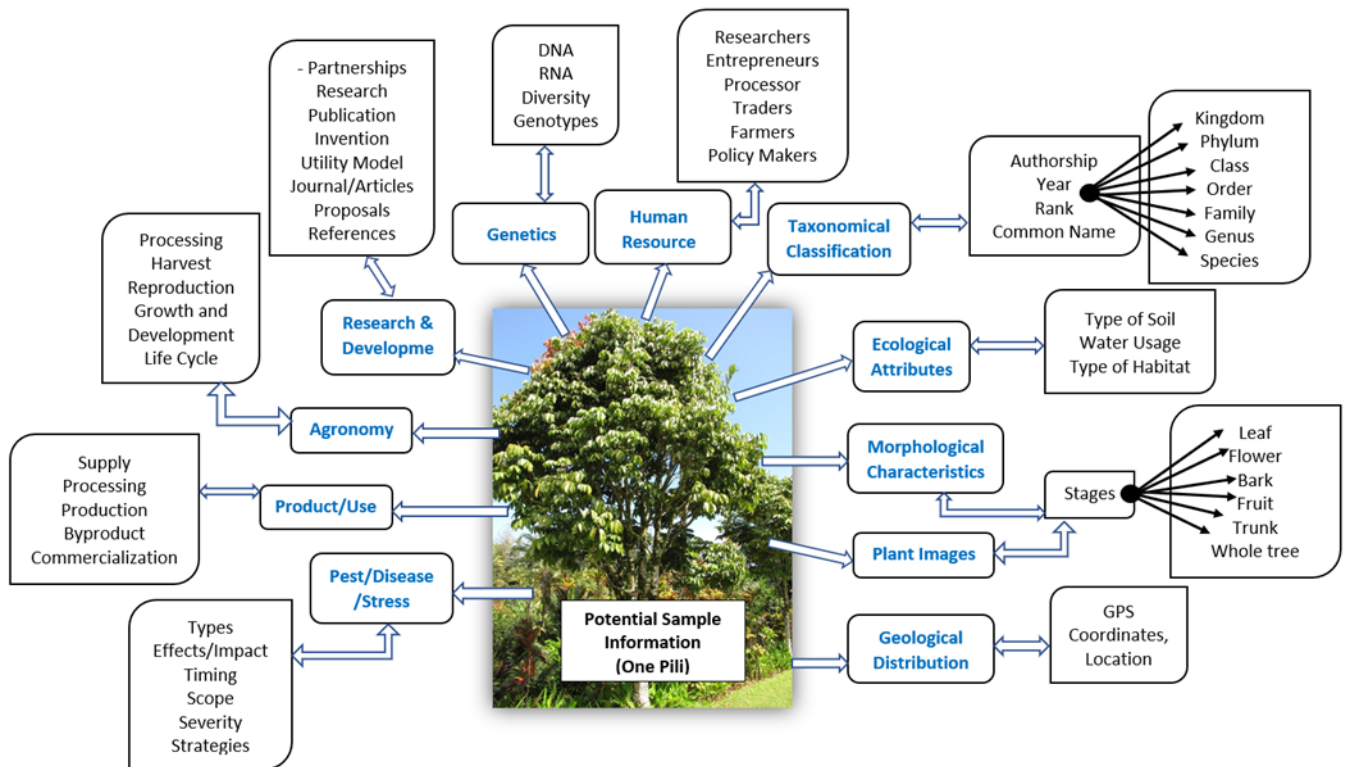 - Partnerships
Research
Publication
Invention
Utility Model
Journal/Articles
Proposals
References
DNA
RNA
Diversity
Genotypes
Researchers
Entrepreneurs
Processor
Traders
Farmers
Policy Makers
Authorship
Year
Rank
Common Name
Kingdom
Phylum
Class
Order
Family
Genus
Species
Processing
Harvest
Reproduction
Growth and
Development
Life Cycle
Research &
Developme
Genetics
Human
Resource
Taxonomical
Classification
Ecological
Attributes
Type of Soil
Water Usage
Type of Habitat
Agronomy
Morphological
Characteristics
Stages
Leaf
Flower
Bark
Fruit
Trunk
Whole tree
Supply
Processing
Production
Byproduct
Commercialization
Product/Use
Plant Images
Pest/Disease
/Stress
Types
Effects/Impact
Timing
Scope
Severity
Strategies
Potential Sample
Information
(One Pili)
Geological
Distribution
GPS
Coordinates,
Location